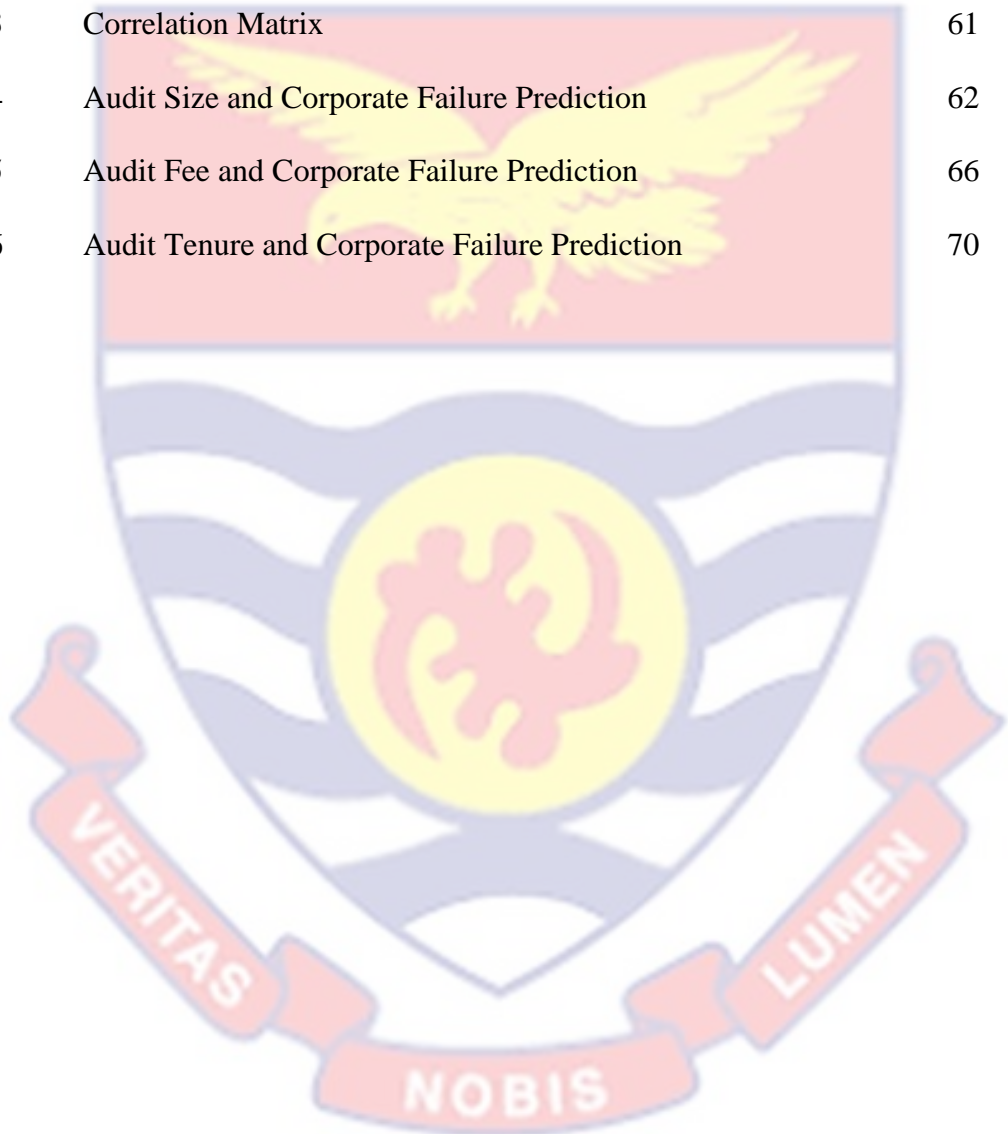 Correlation Matrix 61
Audit Size and Corporate Failure Prediction 62
Audit Fee and Corporate Failure Prediction 66
Audit Tenure and Corporate Failure Prediction 70
VERITAS
NOBIS
LUMEN